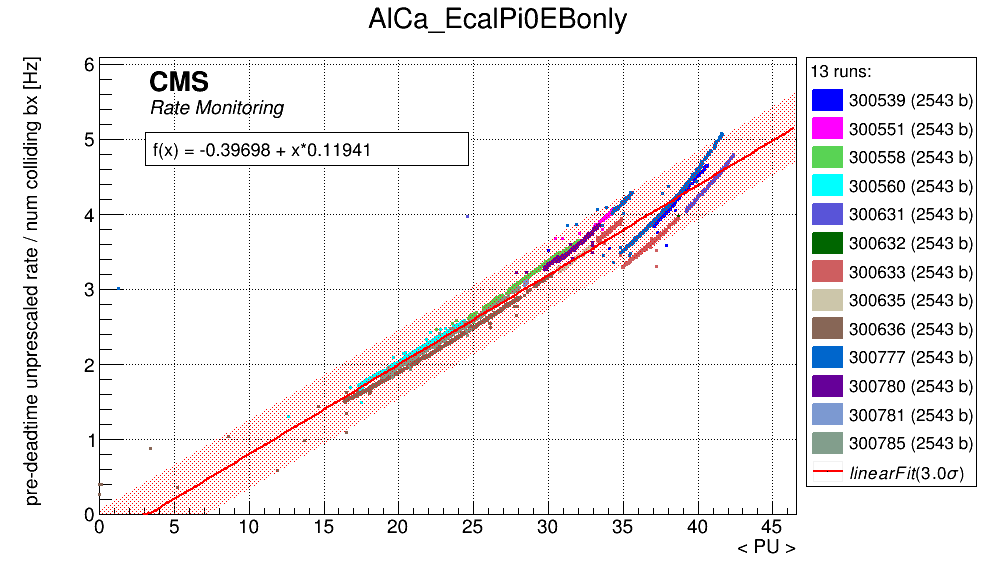 AlCa_EcalPi0EBonly
pre-deadtime unprescaled rate / num colliding bx [Hz]
6
5
4
3
2
1
0
CMS
Rate Monitoring
f(x) = -0.39698 + x*0.11941
0 5 10 15 20 25 30 35 40 45
< PU >
13 runs:
300539 (2543 b)
300551 (2543 b)
300558 (2543 b)
300560 (2543 b)
300631 (2543 b)
300632 (2543 b)
300633 (2543 b)
300635 (2543 b)
300636 (2543 b)
300777 (2543 b)
300780 (2543 b)
300781 (2543 b)
300785 (2543 b)
linearFit(3.0σ)